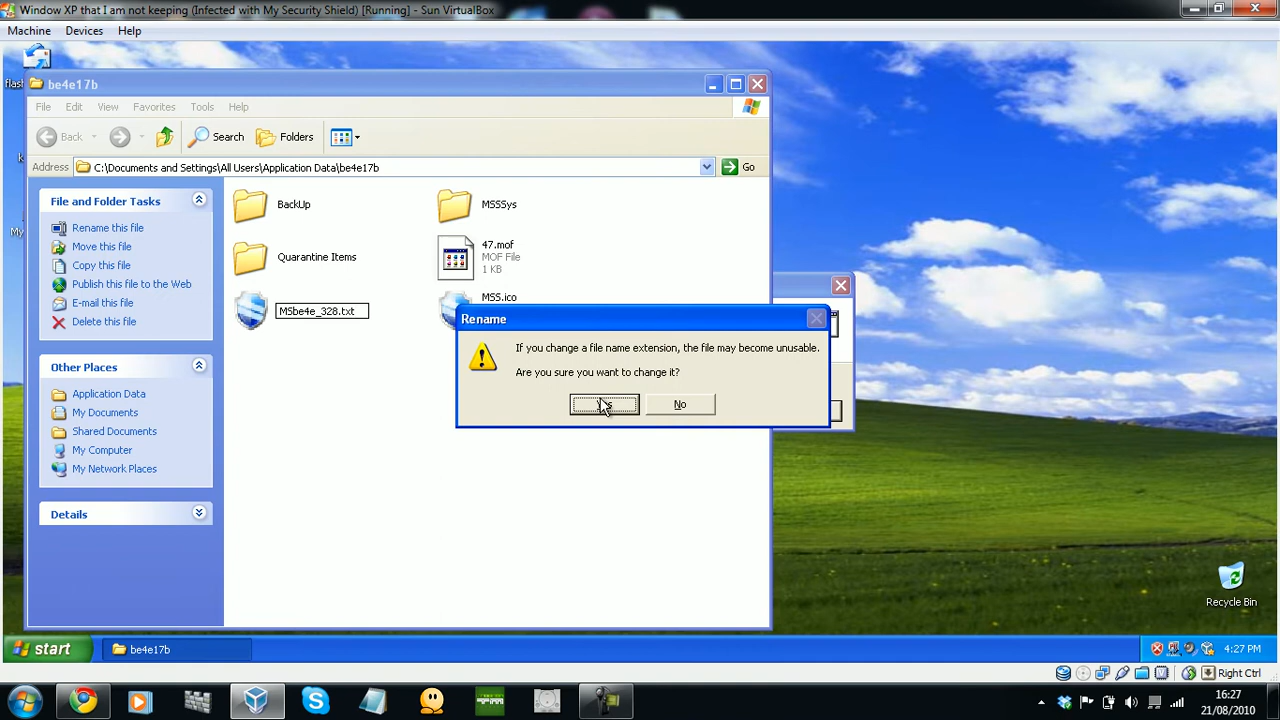 Window XP that I am not keeping (Infected with My Security Shield) [Running] - Sun VirtualBox
Machine Devices Help
flash
be4e17b
File Edit View Favorites Tools Help
Back Search Folders
Address C:\Documents and Settings\All Users\Application Data\be4e17b Go
File and Folder Tasks
Rename this file
Move this file
Copy this file
Publish this file to the Web
E-mail this file
Delete this file
Other Places
Application Data
My Documents
Shared Documents
My Computer
My Network Places
Details
BackUp
MSSSys
Quarantine Items
47.mof
MOF File
1 KB
MSbe4e_328.txt
MSS.ico
k
My
Rename
If you change a file name extension, the file may become unusable.
Are you sure you want to change it?
No
Recycle Bin
start be4e17b 4:27 PM
Right Ctrl
16:27
21/08/2010